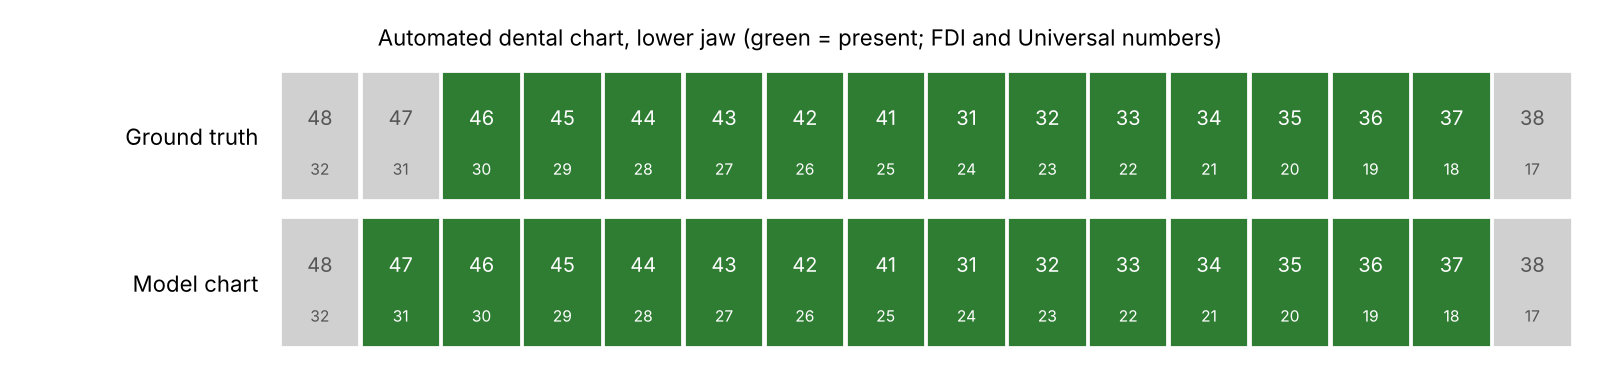 Automated dental chart, lower jaw (green = present; FDI and Universal numbers)
48 47 46 45 44 43 42 41 31 32 33 34 35 36 37 38
Ground truth
32 31 30 29 28 27 26 25 24 23 22 21 20 19 18 17
48 47 46 45 44 43 42 41 31 32 33 34 35 36 37 38
Model chart
32 31 30 29 28 27 26 25 24 23 22 21 20 19 18 17